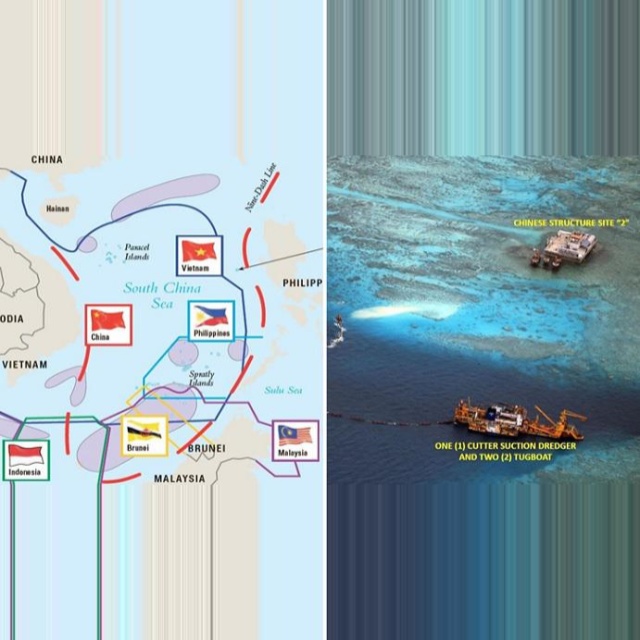 CHINA
Hainan
Nine-Dash Line
Paracel
Islands
Vietnam
South China
Sea
PHILIPP
China
Philippines
ODIA
VIETNAM
Spratly
Islands
Sulu Sea
Brunei
BRUNEI
Malaysia
Indonesia
MALAYSIA
CHINESE STRUCTURE SITE "2"
ONE (1) CUTTER SUCTION DREDGER
AND TWO (2) TUGBOAT